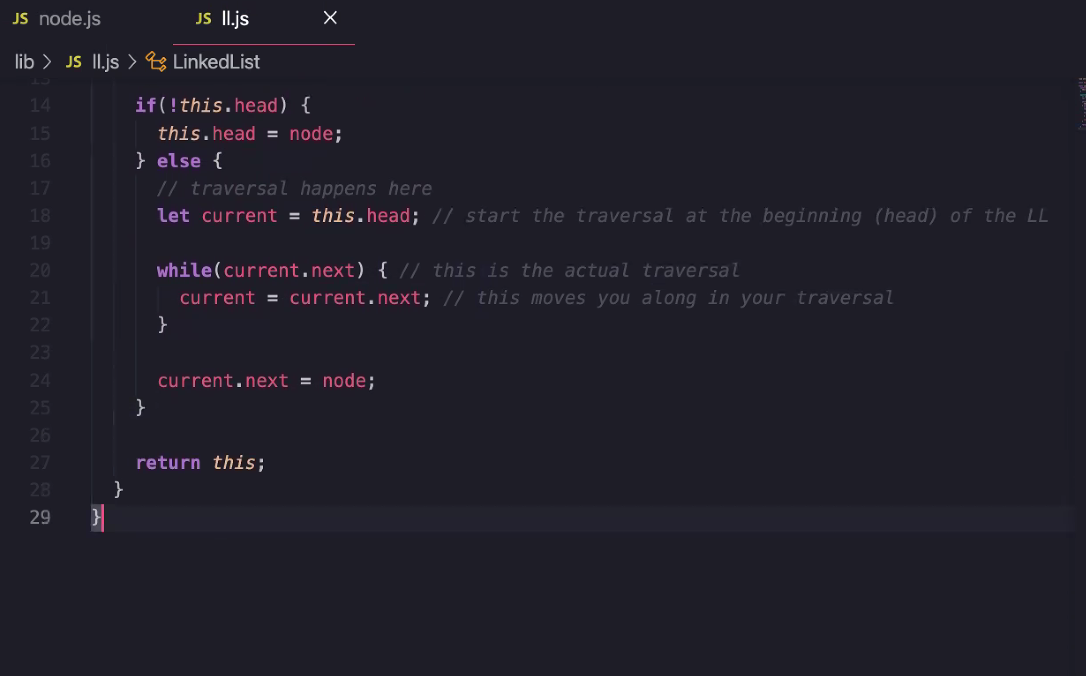 JS node.js JS ll.js ×
lib > JS ll.js > LinkedList
13
14 if(!this.head) {
15 this.head = node;
16 } else {
17 // traversal happens here
18 let current = this.head; // start the traversal at the beginning (head) of the LL
19
20 while(current.next) { // this is the actual traversal
21 current = current.next; // this moves you along in your traversal
22 }
23
24 current.next = node;
25 }
26
27 return this;
28 }
29 }